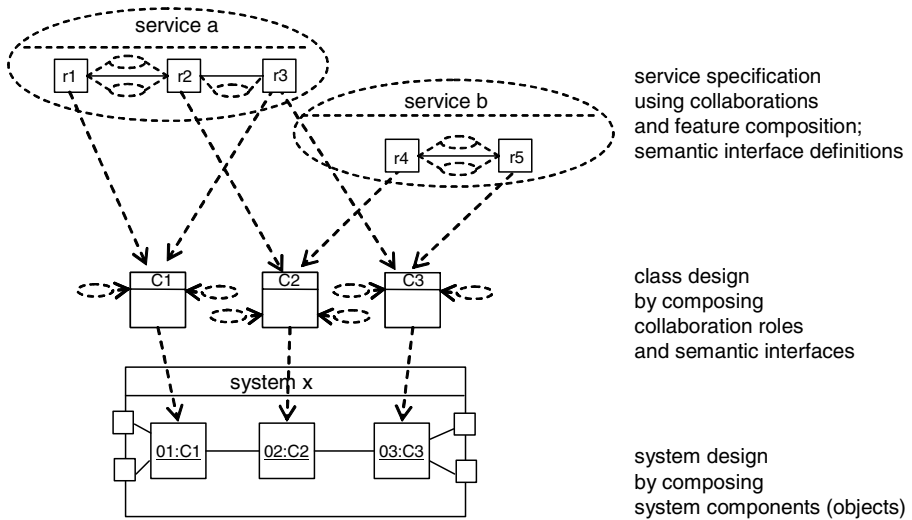 service a
r1
r2
r3
service b
r4
r5
service specification
using collaborations
and feature composition;
semantic interface definitions
C1
C2
C3
class design
by composing
collaboration roles
and semantic interfaces
system x
01:C1
02:C2
03:C3
system design
by composing
system components (objects)